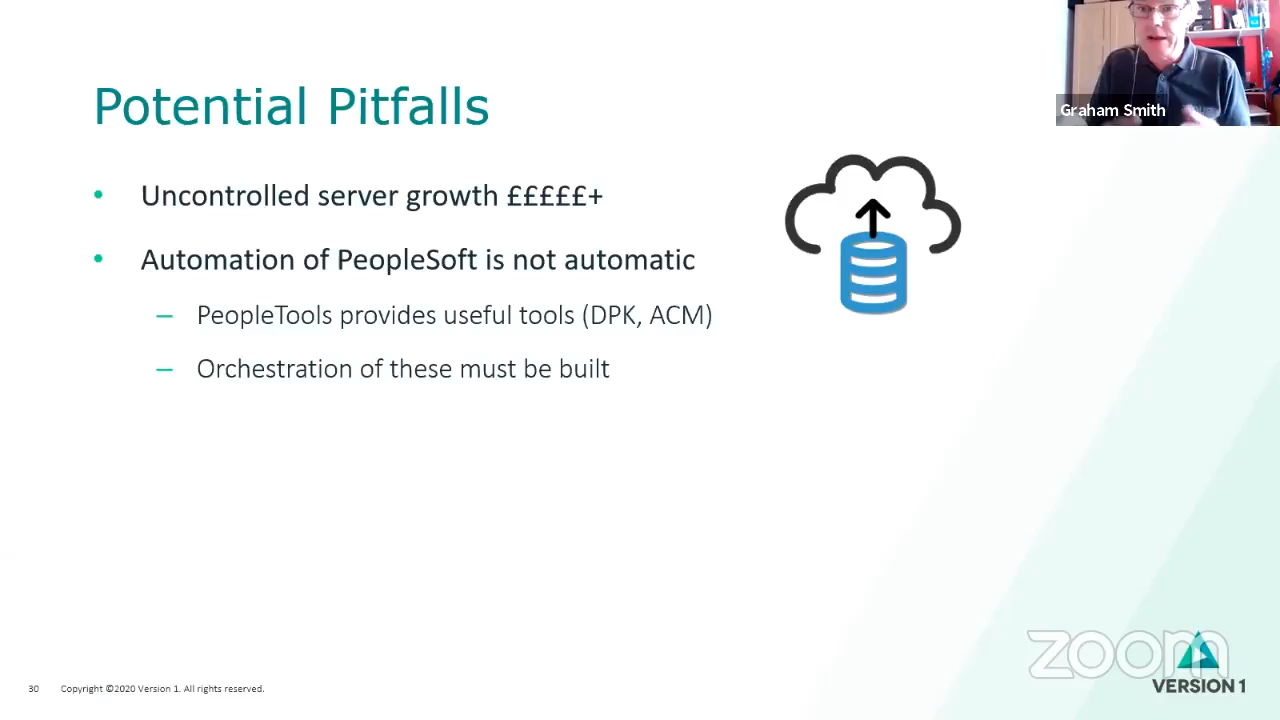 Graham Smith
Potential Pitfalls
• Uncontrolled server growth £££££+
• Automation of PeopleSoft is not automatic
– PeopleTools provides useful tools (DPK, ACM)
– Orchestration of these must be built
zoom
VERSION 1
30 Copyright ©2020 Version 1. All rights reserved.